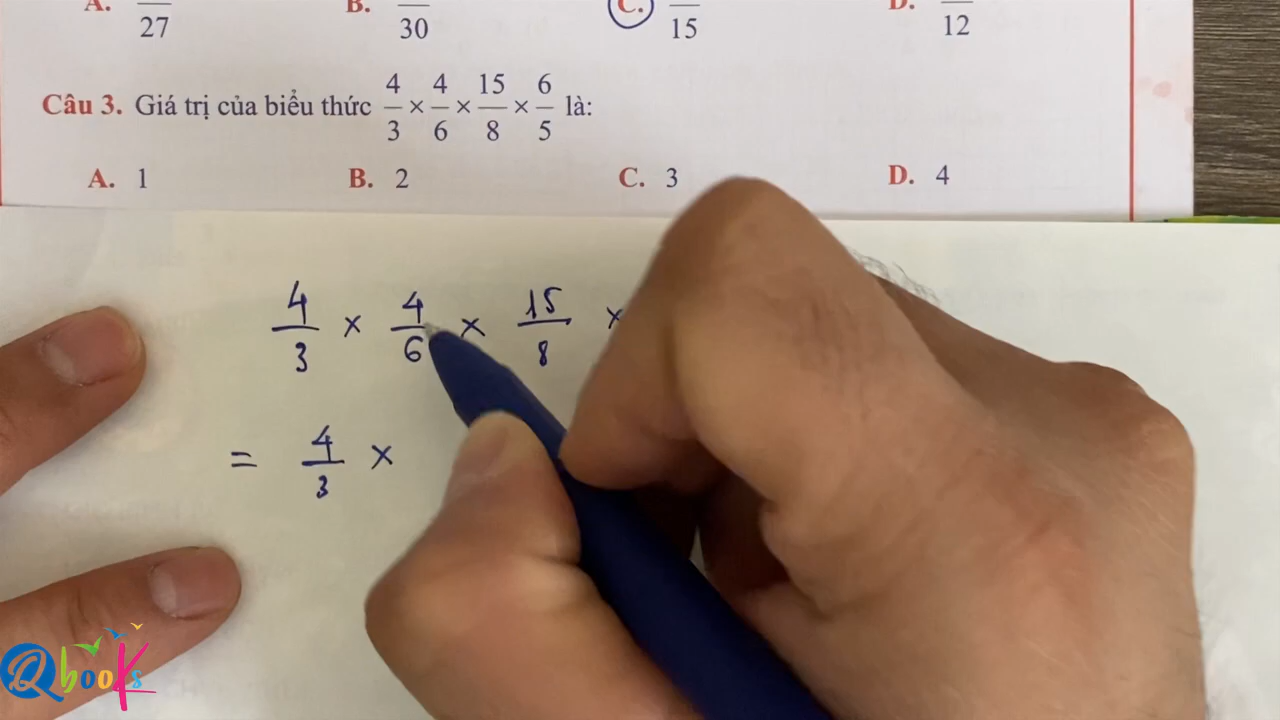 A. 27 B. 30 C. 15 D. 12
Câu 3. Giá trị của biểu thức 4/3 × 4/6 × 15/8 × 6/5 là:
A. 1 B. 2 C. 3 D. 4
4/3 × 4/6 × 15/8 ×
= 4/3 ×
Qbooks